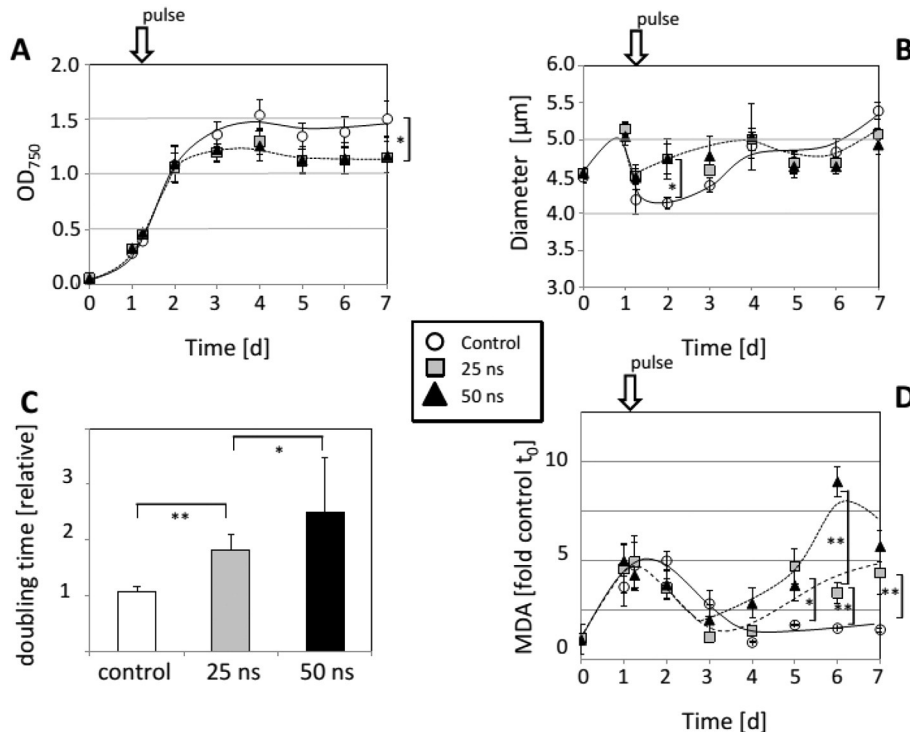 pulse
A
2.0
1.5
1.0
0.5
0.0
OD750
*
0 1 2 3 4 5 6 7
Time [d]
pulse
B
6.0
5.5
5.0
4.5
4.0
3.5
3.0
Diameter [µm]
*
0 1 2 3 4 5 6 7
Time [d]
Control
25 ns
50 ns
C
3
2
1
doubling time [relative]
**
*
control 25 ns 50 ns
pulse
D
10
5
0
MDA [fold control t0]
**
*
**
**
0 1 2 3 4 5 6 7
Time [d]